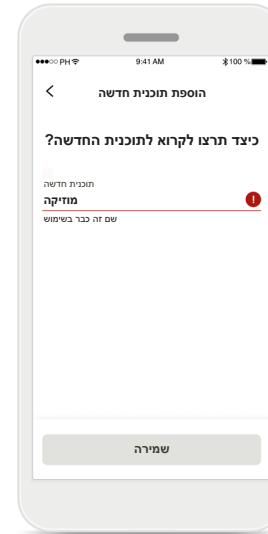 PH 9:41 AM 100 %
הוספת תוכנית חדשה
כיצד תרצו לקרוא לתוכנית החדשה?
תוכנית חדשה
מוזיקה
שם זה כבר בשימוש
שמירה